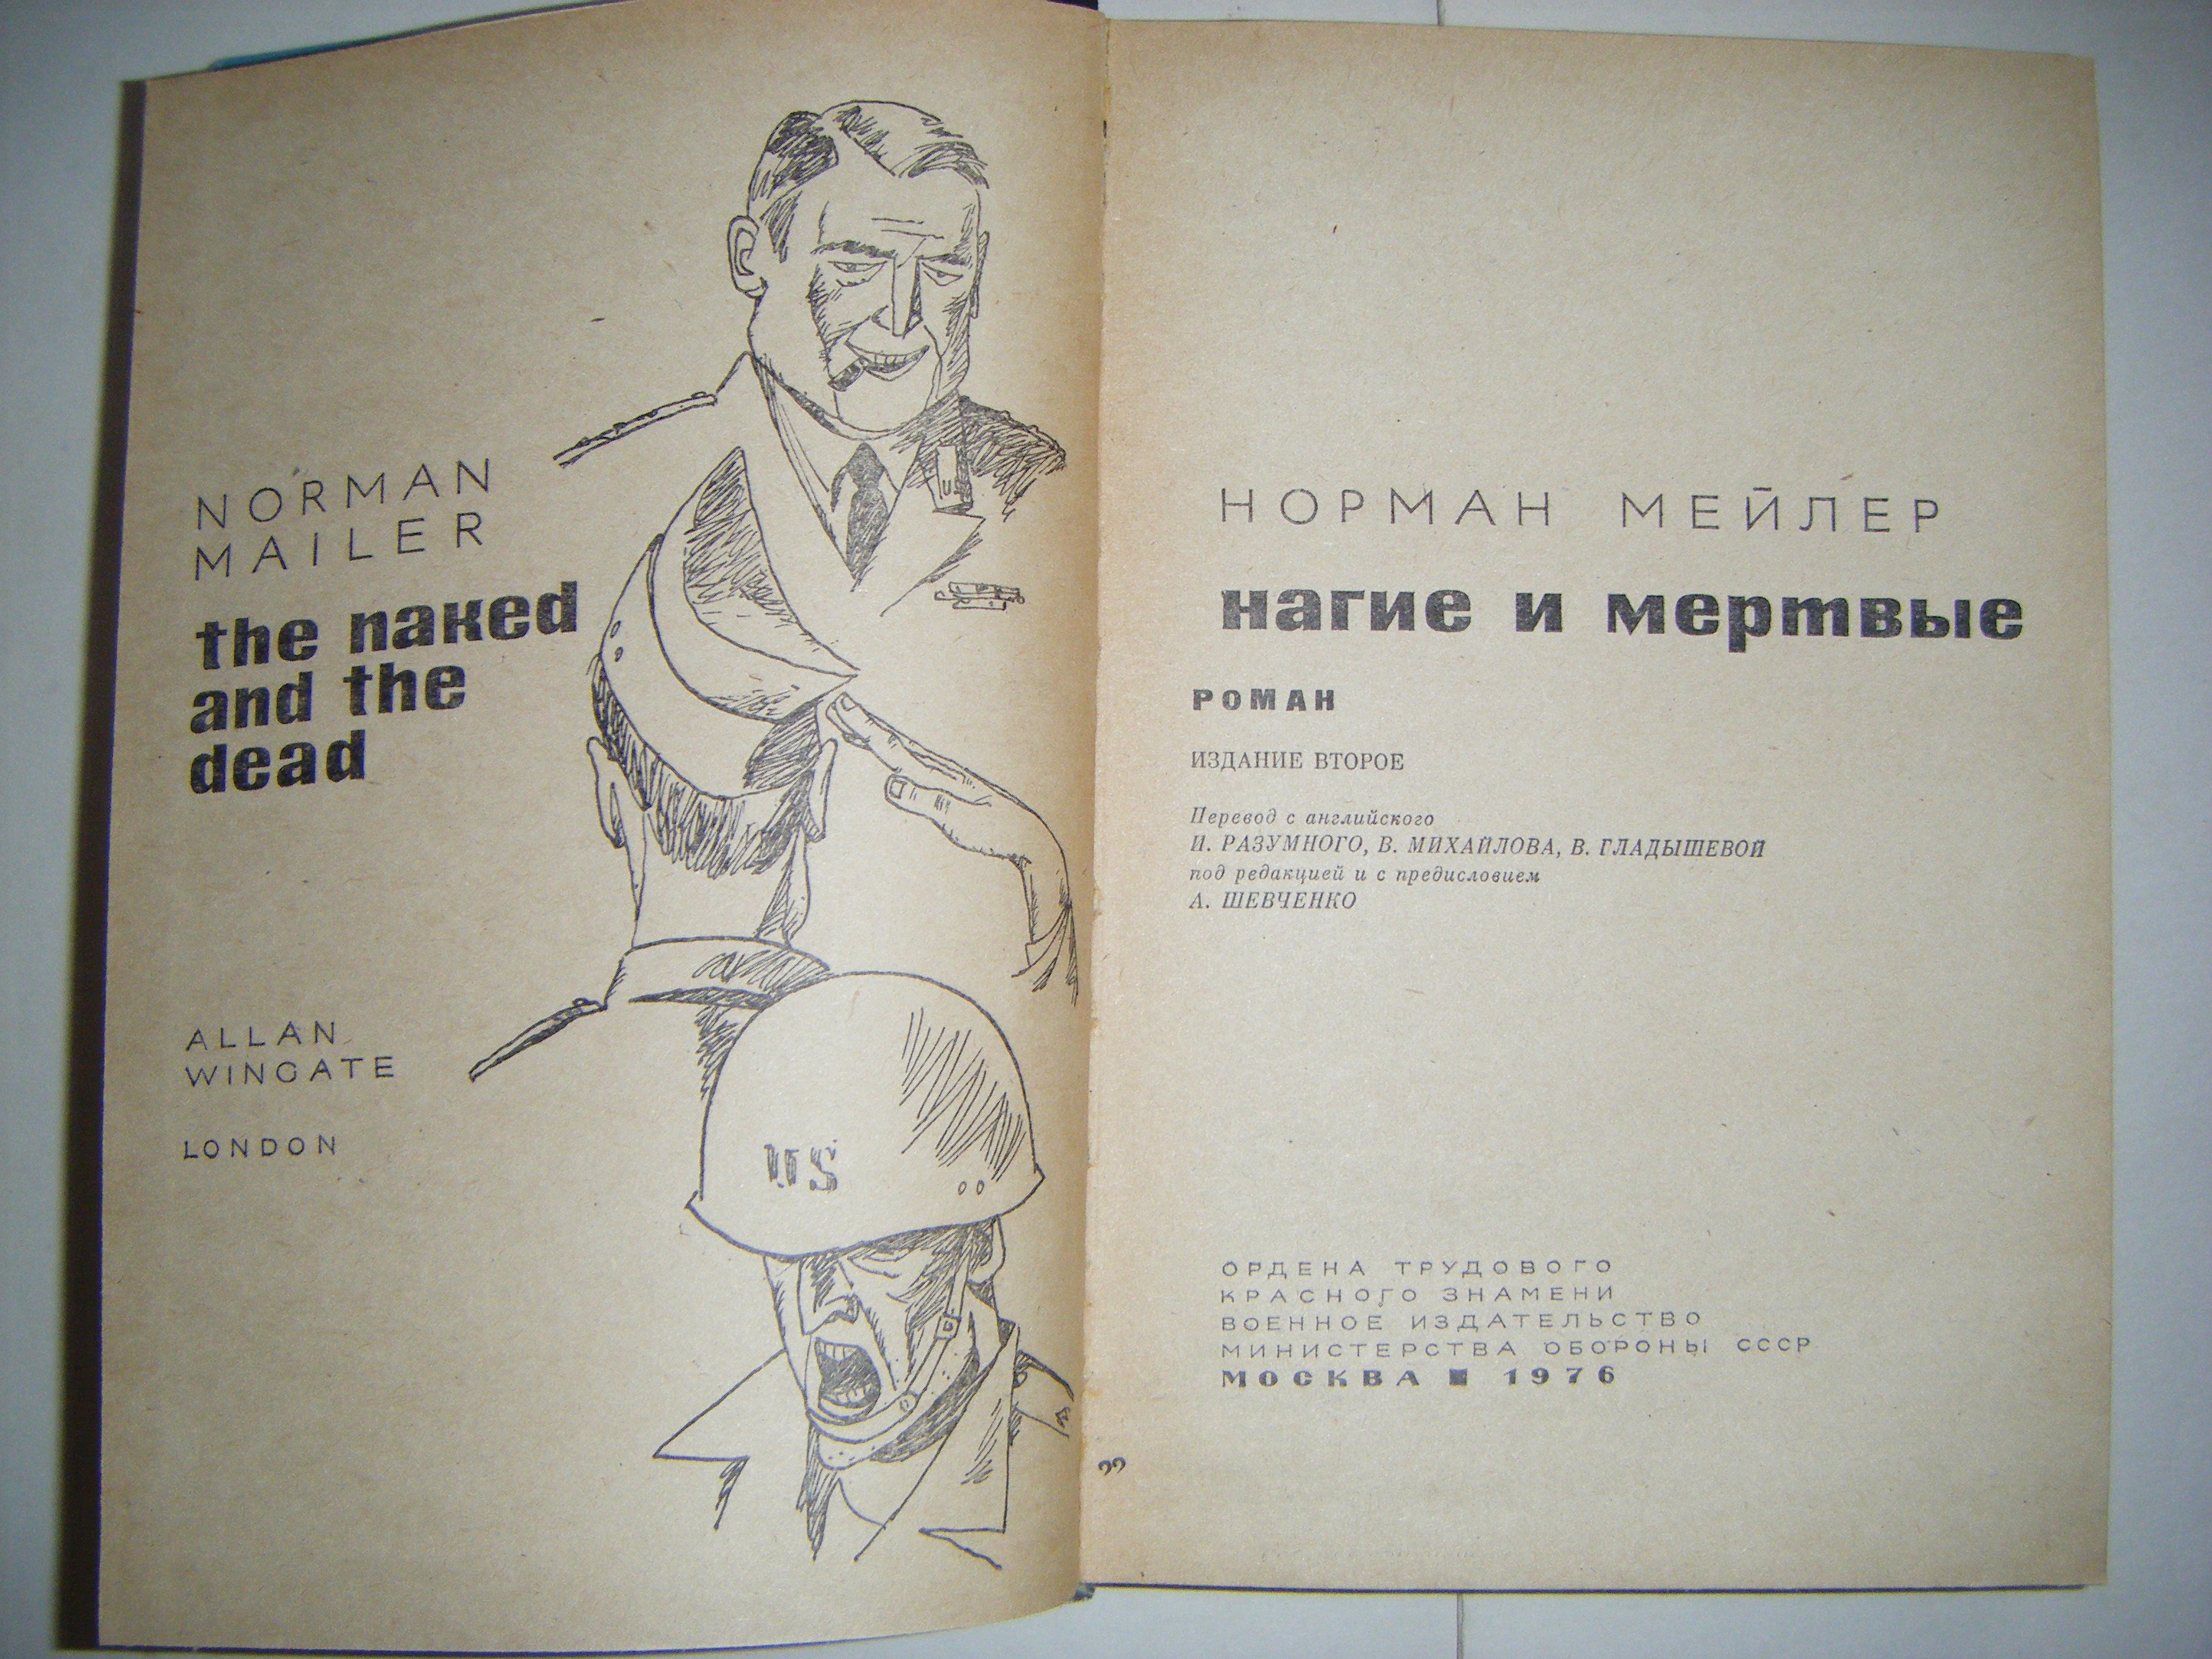 NORMAN
MAILER
the naked
and the
dead
ALLAN
WINGATE
LONDON
US
НОРМАН МЕЙЛЕР
нагие и мертвые
РОМАН
ИЗДАНИЕ ВТОРОЕ
Перевод с английского
И. РАЗУМНОГО, В. МИХАЙЛОВА, В. ГЛАДЫШЕВОЙ
под редакцией и с предисловием
А. ШЕВЧЕНКО
ОРДЕНА ТРУДОВОГО
КРАСНОГО ЗНАМЕНИ
ВОЕННОЕ ИЗДАТЕЛЬСТВО
МИНИСТЕРСТВА ОБОРОНЫ СССР
МОСКВА ■ 1976